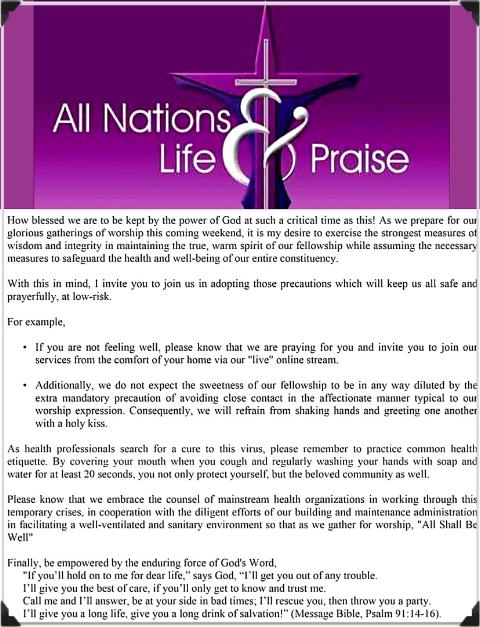 All Nations
&
Life Praise
How blessed we are to be kept by the power of God at such a critical time as this! As we prepare for our
glorious gatherings of worship this coming weekend, it is my desire to exercise the strongest measures of
wisdom and integrity in maintaining the true, warm spirit of our fellowship while assuming the necessary
measures to safeguard the health and well-being of our entire constituency.
With this in mind, I invite you to join us in adopting those precautions which will keep us all safe and
prayerfully, at low-risk.
For example,
• If you are not feeling well, please know that we are praying for you and invite you to join our
services from the comfort of your home via our "live" online stream.
• Additionally, we do not expect the sweetness of our fellowship to be in any way diluted by the
extra mandatory precaution of avoiding close contact in the affectionate manner typical to our
worship expression. Consequently, we will refrain from shaking hands and greeting one another
with a holy kiss.
As health professionals search for a cure to this virus, please remember to practice common health
etiquette. By covering your mouth when you cough and regularly washing your hands with soap and
water for at least 20 seconds, you not only protect yourself, but the beloved community as well.
Please know that we embrace the counsel of mainstream health organizations in working through this
temporary crises, in cooperation with the diligent efforts of our building and maintenance administration
in facilitating a well-ventilated and sanitary environment so that as we gather for worship, "All Shall Be
Well"
Finally, be empowered by the enduring force of God's Word,
"If you'll hold on to me for dear life," says God, "I'll get you out of any trouble.
I'll give you the best of care, if you'll only get to know and trust me.
Call me and I'll answer, be at your side in bad times; I'll rescue you, then throw you a party.
I'll give you a long life, give you a long drink of salvation!" (Message Bible, Psalm 91:14-16).